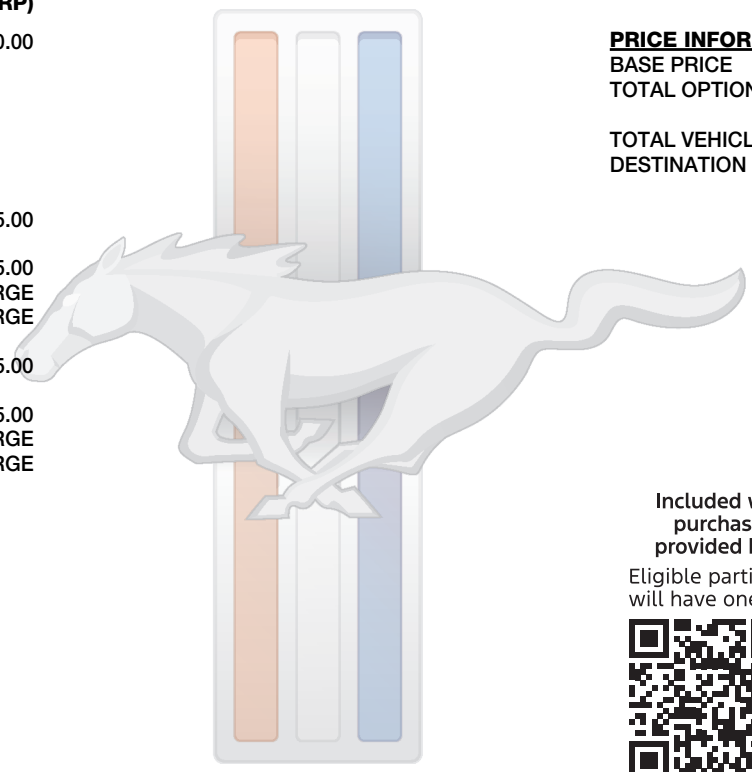 RP)
0.00
5.00
5.00
RGE
RGE
5.00
5.00
RGE
RGE
PRICE INFOR
BASE PRICE
TOTAL OPTION
TOTAL VEHICL
DESTINATION
Included w
purchas
provided b
Eligible parti
will have one